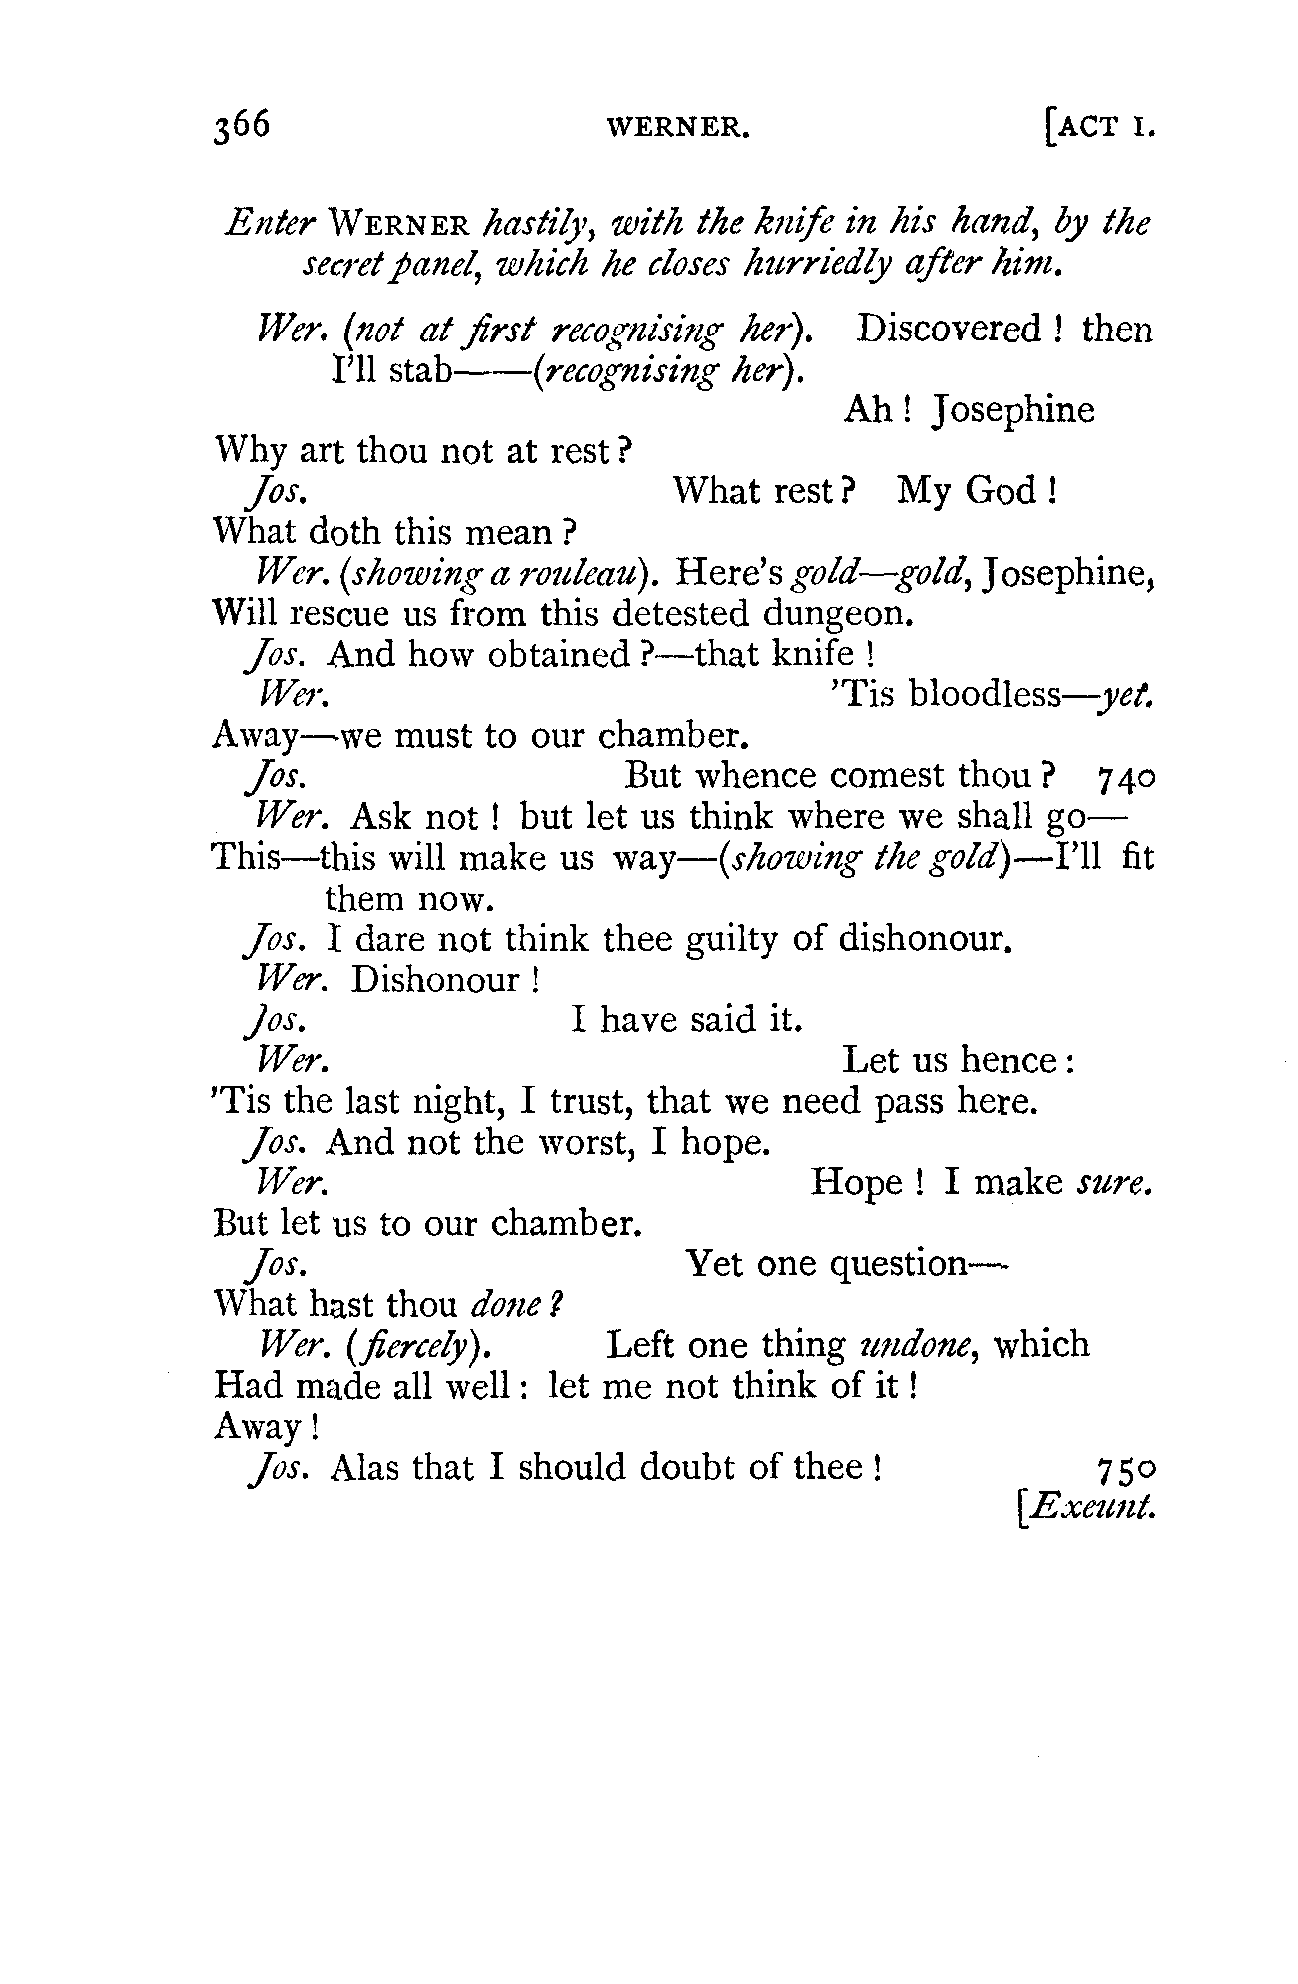 366 WERNER. [ACT I.
Enter WERNER hastily, with the knife in his hand, by the
secret panel, which he closes hurriedly after him.
Wer. (not at first recognising her). Discovered ! then
I'll stab——(recognising her).
Ah ! Josephine
Why art thou not at rest ?
Jos. What rest ? My God !
What doth this mean ?
Wer. (showing a rouleau). Here's gold—gold, Josephine,
Will rescue us from this detested dungeon.
Jos. And how obtained ?—that knife !
Wer. 'Tis bloodless—yet.
Away—we must to our chamber.
Jos. But whence comest thou ? 740
Wer. Ask not ! but let us think where we shall go—
This—this will make us way—(showing the gold)—I'll fit
them now.
Jos. I dare not think thee guilty of dishonour.
Wer. Dishonour !
Jos. I have said it.
Wer. Let us hence :
'Tis the last night, I trust, that we need pass here.
Jos. And not the worst, I hope.
Wer. Hope ! I make sure.
But let us to our chamber.
Jos. Yet one question—
What hast thou done ?
Wer. (fiercely). Left one thing undone, which
Had made all well : let me not think of it !
Away !
Jos. Alas that I should doubt of thee ! 750
[Exeunt.